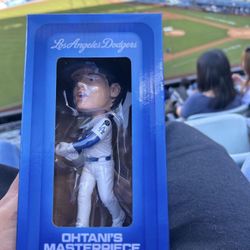 Los Angeles Dodgers
OHTANI'S
MASTERPIECE